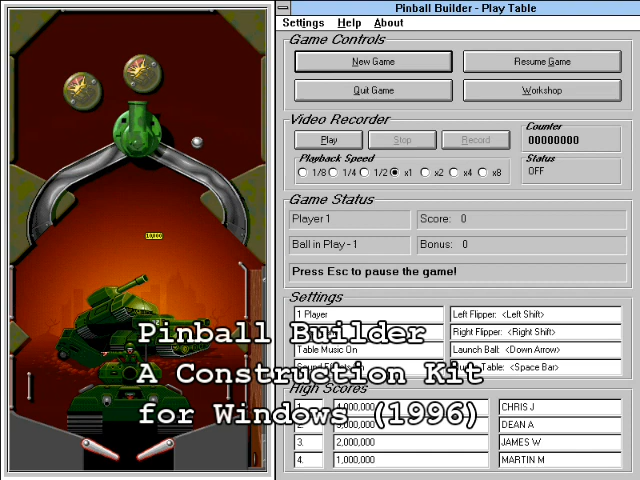 Pinball Builder - Play Table
Settings Help About
Game Controls
New Game
Resume Game
Quit Game
Workshop
Video Recorder
Play
Stop
Record
Counter
00000000
Playback Speed
1/8 1/4 1/2 x1 x2 x4 x8
Status
OFF
Game Status
Player 1
Score: 0
Ball in Play - 1
Bonus: 0
Press Esc to pause the game!
10,000
Settings
1 Player
Left Flipper: <Left Shift>
Right Flipper: <Right Shift>
Table Music On
Launch Ball: <Down Arrow>
Table: <Space Bar>
High Scores
1.
CHRIS J
2.
DEAN A
3. 2,000,000 JAMES W
4. 1,000,000 MARTIN M
Pinball Builder
A Construction Kit
for Windows (1996)